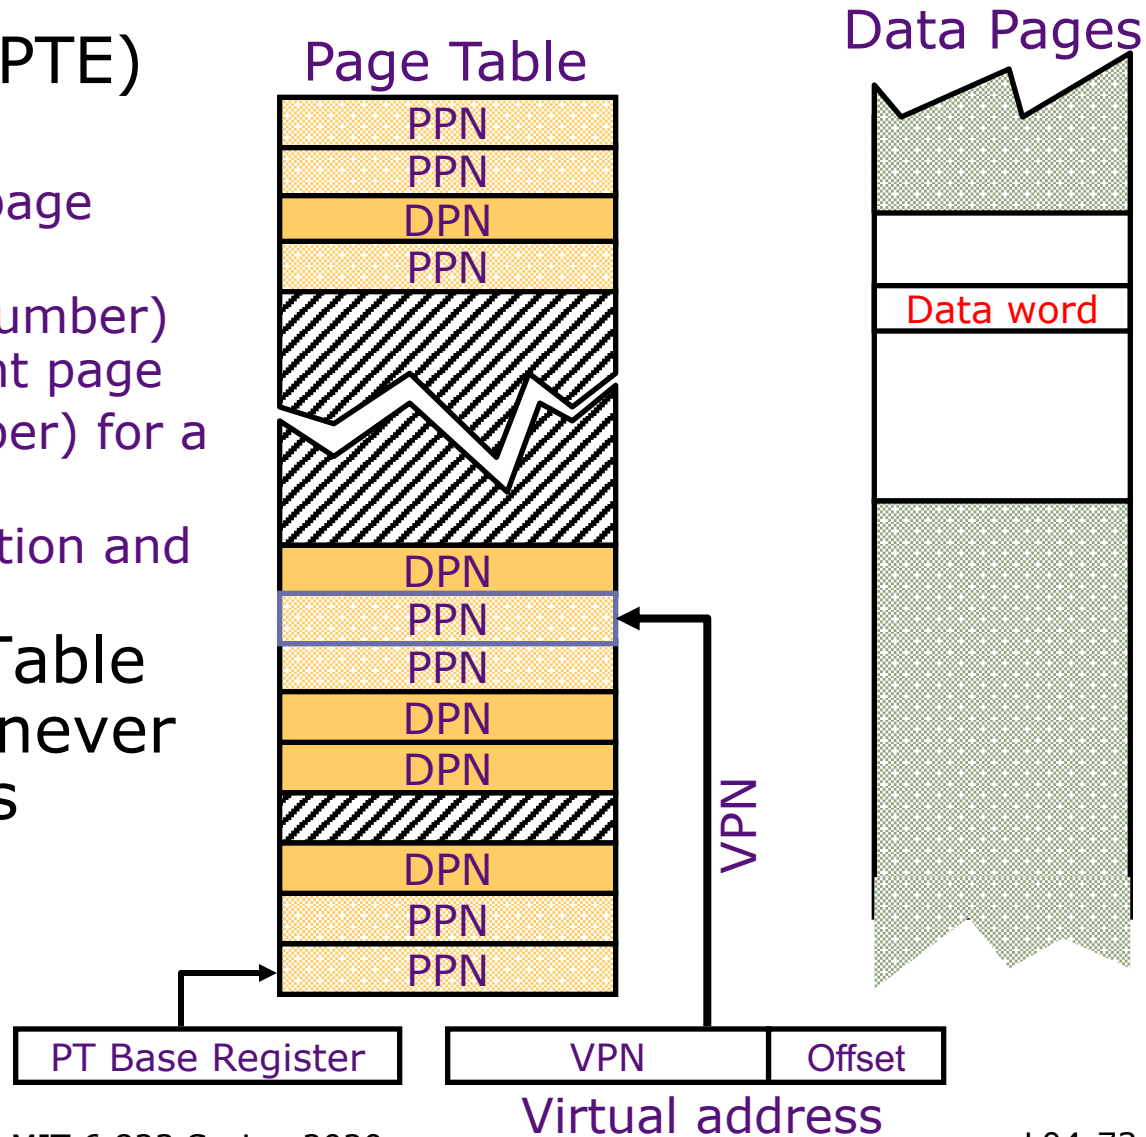 PTE)
page
umber)
nt page
ber) for a
tion and
Table
never
s
Page Table
PPN
PPN
DPN
PPN
DPN
PPN
PPN
DPN
DPN
DPN
PPN
PPN
VPN
PT Base Register
VPN Offset
Virtual address
Data Pages
Data word